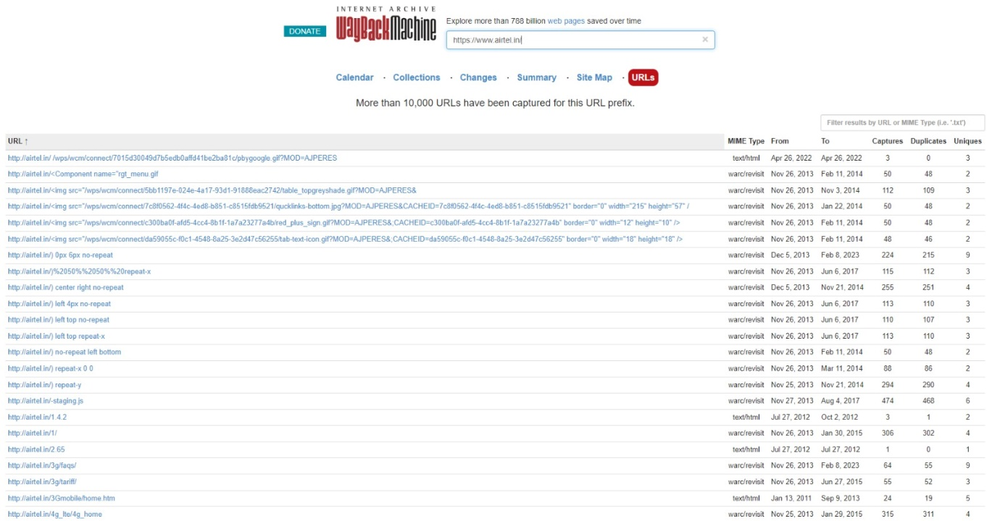 INTERNET ARCHIVE
DONATE
WayBackMachine
Explore more than 788 billion web pages saved over time
https://www.airtel.in/ ×
Calendar · Collections · Changes · Summary · Site Map · URLs
More than 10,000 URLs have been captured for this URL prefix.
Filter results by URL or MIME Type (i.e. '.txt')
URL ↑ MIME Type From To Captures Duplicates Uniques
http://airtel.in/ /wps/wcm/connect/7015d30049d7b5edb0affd41be2ba81c/pbygoogle.gif?MOD=AJPERES text/html Apr 26, 2022 Apr 26, 2022 3 0 3
http://airtel.in/<Component name="rgt_menu.gif warc/revisit Nov 26, 2013 Feb 11, 2014 50 48 2
http://airtel.in/<img src="/wps/wcm/connect/5bb1197e-024e-4a17-93d1-91888eac2742/table_topgreyshade.gif?MOD=AJPERES& warc/revisit Nov 26, 2013 Nov 3, 2014 112 109 3
http://airtel.in/<img src="/wps/wcm/connect/7c8f0562-4f4c-4ed8-b851-c8515fdb9521/qucklinks-bottom.jpg?MOD=AJPERES&CACHEID=7c8f0562-4f4c-4ed8-b851-c8515fdb9521" border="0" width="215" height="57" / warc/revisit Nov 26, 2013 Jan 22, 2014 50 48 2
http://airtel.in/<img src="/wps/wcm/connect/c300ba0f-afd5-4cc4-8b1f-1a7a23277a4b/red_plus_sign.gif?MOD=AJPERES&;CACHEID=c300ba0f-afd5-4cc4-8b1f-1a7a23277a4b" border="0" width="12" height="10" /> warc/revisit Nov 26, 2013 Feb 11, 2014 50 48 2
http://airtel.in/<img src="/wps/wcm/connect/da59055c-f0c1-4548-8a25-3e2d47c56255/tab-text-icon.gif?MOD=AJPERES&;CACHEID=da59055c-f0c1-4548-8a25-3e2d47c56255" border="0" width="18" height="18" /> warc/revisit Nov 26, 2013 Feb 11, 2014 48 46 2
http://airtel.in/) 0px 6px no-repeat warc/revisit Dec 5, 2013 Feb 8, 2023 224 215 9
http://airtel.in/)%2050%%2050%%20repeat-x warc/revisit Nov 26, 2013 Jun 6, 2017 115 112 3
http://airtel.in/) center right no-repeat warc/revisit Dec 5, 2013 Nov 21, 2014 255 251 4
http://airtel.in/) left 4px no-repeat warc/revisit Nov 26, 2013 Jun 6, 2017 113 110 3
http://airtel.in/) left top no-repeat warc/revisit Nov 26, 2013 Jun 6, 2017 110 107 3
http://airtel.in/) left top repeat-x warc/revisit Nov 26, 2013 Jun 6, 2017 113 110 3
http://airtel.in/) no-repeat left bottom warc/revisit Nov 26, 2013 Feb 11, 2014 50 48 2
http://airtel.in/) repeat-x 0 0 warc/revisit Nov 26, 2013 Mar 11, 2014 88 86 2
http://airtel.in/) repeat-y warc/revisit Nov 25, 2013 Nov 21, 2014 294 290 4
http://airtel.in/-staging.js warc/revisit Nov 27, 2013 Aug 4, 2017 474 468 6
http://airtel.in/1.4.2 text/html Jul 27, 2012 Oct 2, 2012 3 1 2
http://airtel.in/1/ warc/revisit Nov 26, 2013 Jan 30, 2015 306 302 4
http://airtel.in/2.65 text/html Jul 27, 2012 Jul 27, 2012 1 0 1
http://airtel.in/3g/faqs/ warc/revisit Nov 26, 2013 Feb 8, 2023 64 55 9
http://airtel.in/3g/tariff/ warc/revisit Nov 26, 2013 Jun 27, 2015 55 52 3
http://airtel.in/3Gmobile/home.htm text/html Jan 13, 2011 Sep 9, 2013 24 19 5
http://airtel.in/4g_lte/4g_home warc/revisit Nov 25, 2013 Jan 29, 2015 315 311 4